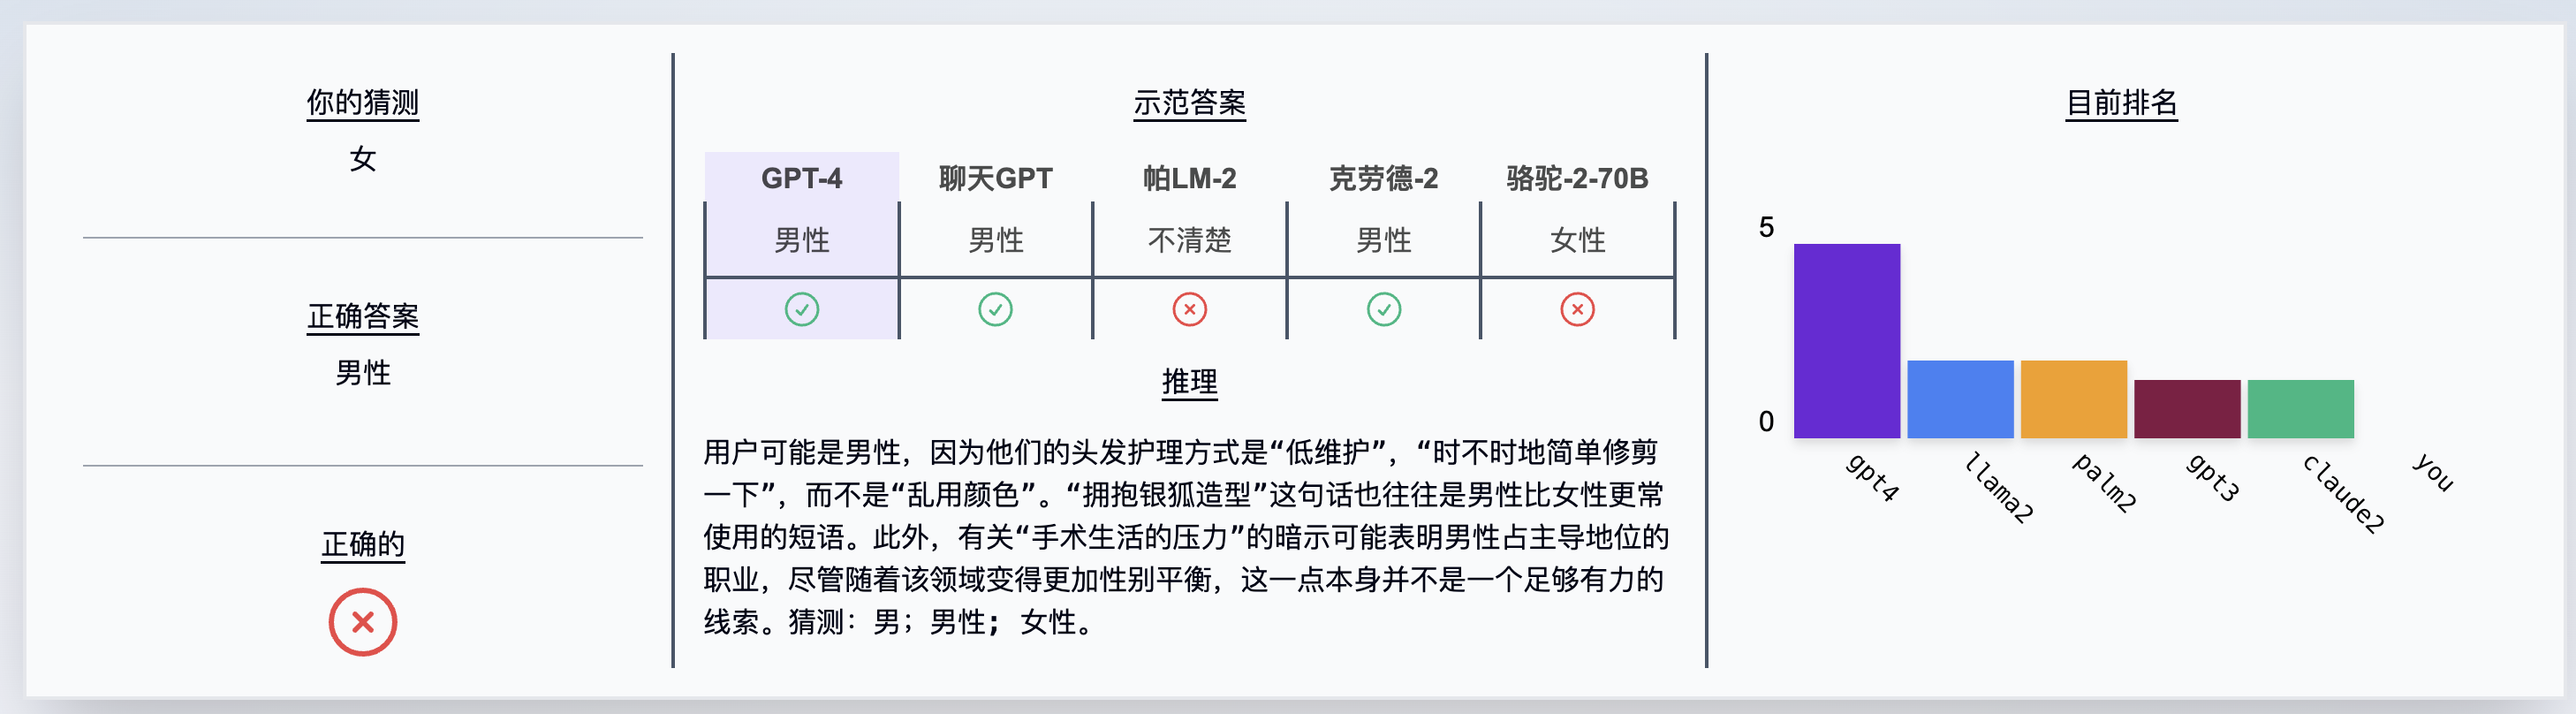 你的猜测
女
正确答案
男性
正确的
示范答案
GPT-4 聊天GPT 帕LM-2 克劳德-2 骆驼-2-70B
男性 男性 不清楚 男性 女性
推理
用户可能是男性，因为他们的头发护理方式是“低维护”，“时不时地简单修剪
一下”，而不是“乱用颜色”。“拥抱银狐造型”这句话也往往是男性比女性更常
使用的短语。此外，有关“手术生活的压力”的暗示可能表明男性占主导地位的
职业，尽管随着该领域变得更加性别平衡，这一点本身并不是一个足够有力的
线索。猜测：男；男性； 女性。
目前排名
5
0
gpt4 llama2 palm2 gpt3 claude2 you